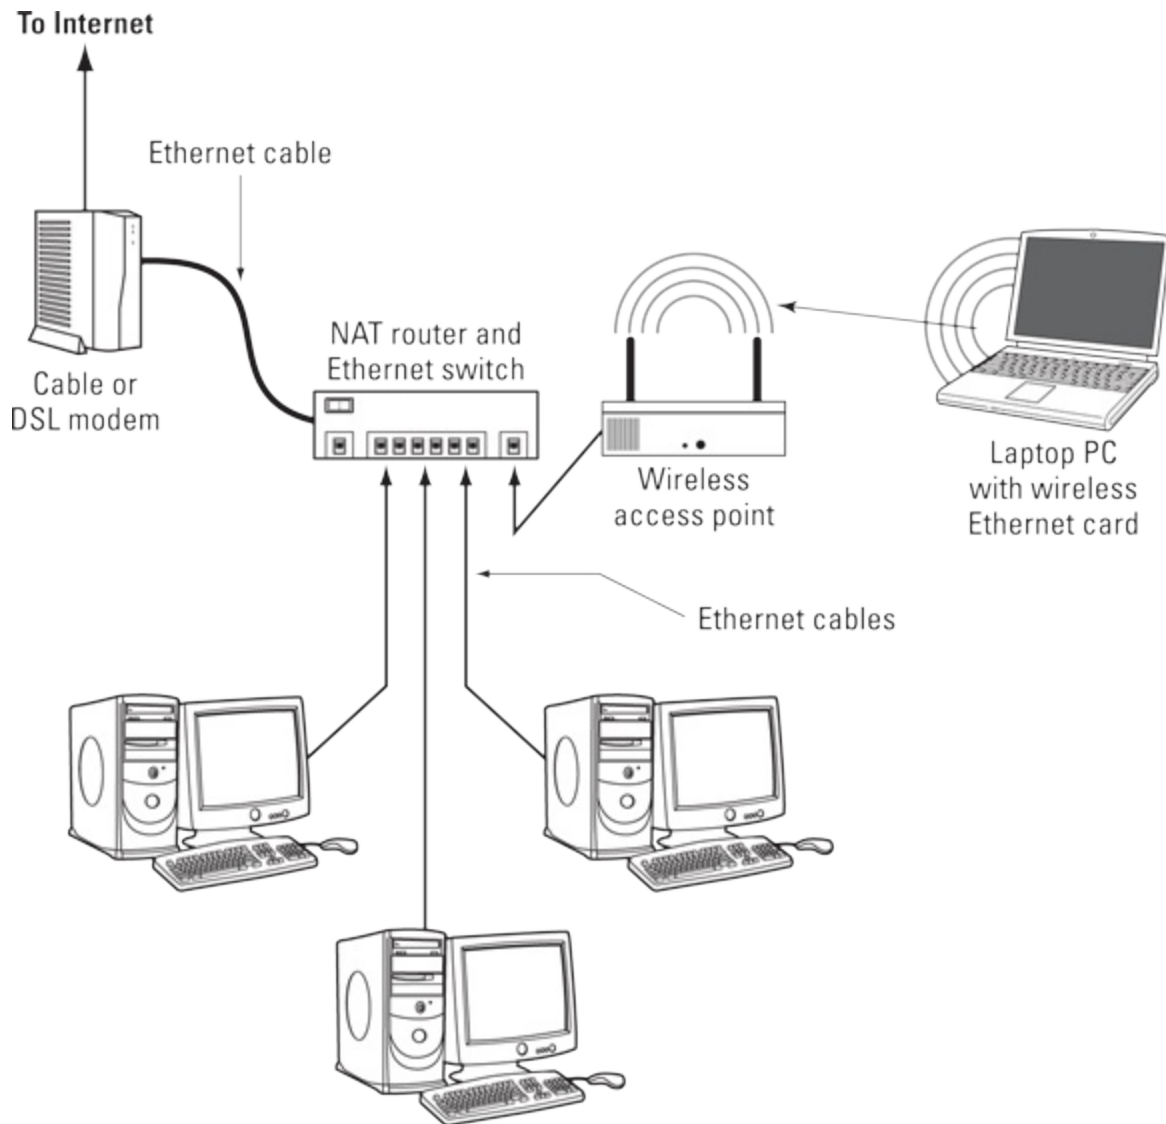 To Internet
Ethernet cable
NAT router and
Ethernet switch
Cable or
DSL modem
Wireless
access point
Laptop PC
with wireless
Ethernet card
Ethernet cables